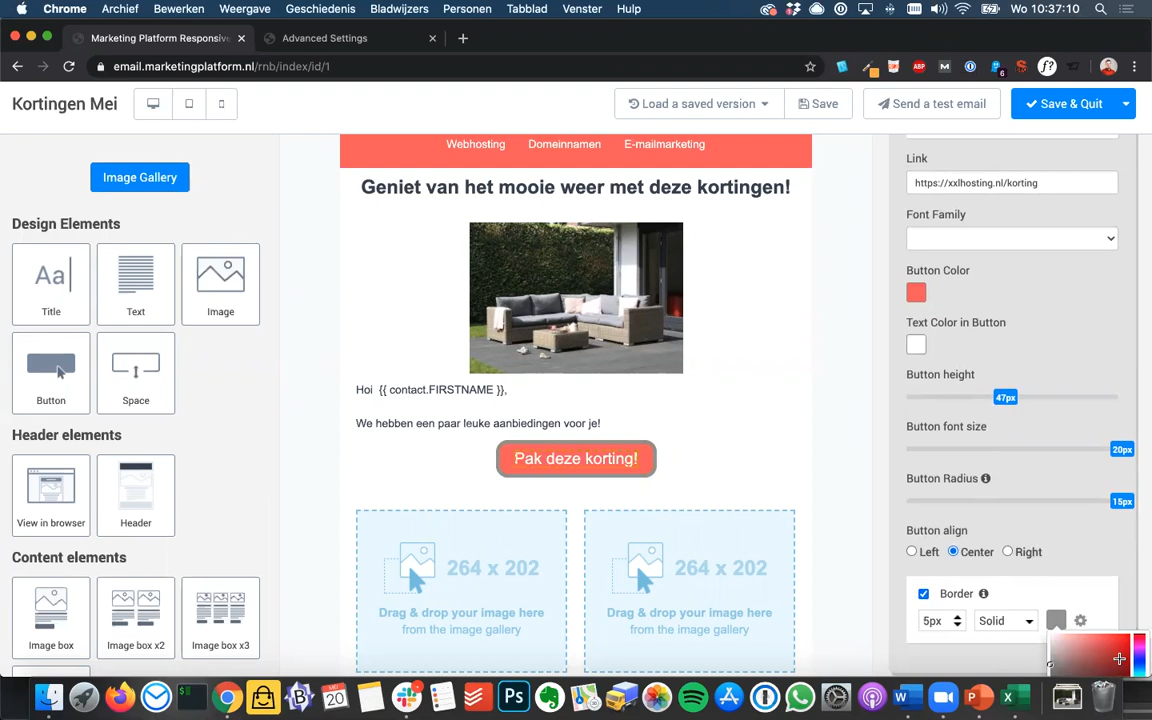 Chrome Archief Bewerken Weergave Geschiedenis Bladwijzers Personen Tabblad Venster Help Wo 10:37:10
Marketing Platform Responsiv Advanced Settings
email.marketingplatform.nl/rnb/index/id/1 ABP M 6 f?
Kortingen Mei Load a saved version Save Send a test email Save & Quit
Image Gallery
Design Elements
Aa
Title Text Image
Button Space
Header elements
View in browser Header
Content elements
Image box Image box x2 Image box x3
Webhosting Domeinnamen E-mailmarketing
Geniet van het mooie weer met deze kortingen!
Hoi {{ contact.FIRSTNAME }},
We hebben een paar leuke aanbiedingen voor je!
Pak deze korting!
264 x 202 264 x 202
Drag & drop your image here Drag & drop your image here
from the image gallery from the image gallery
Link
https://xxlhosting.nl/korting
Font Family
Button Color
Text Color in Button
Button height
47px
Button font size
20px
Button Radius
15px
Button align
Left Center Right
Border
5px Solid
MEI
20
Ps
W P X